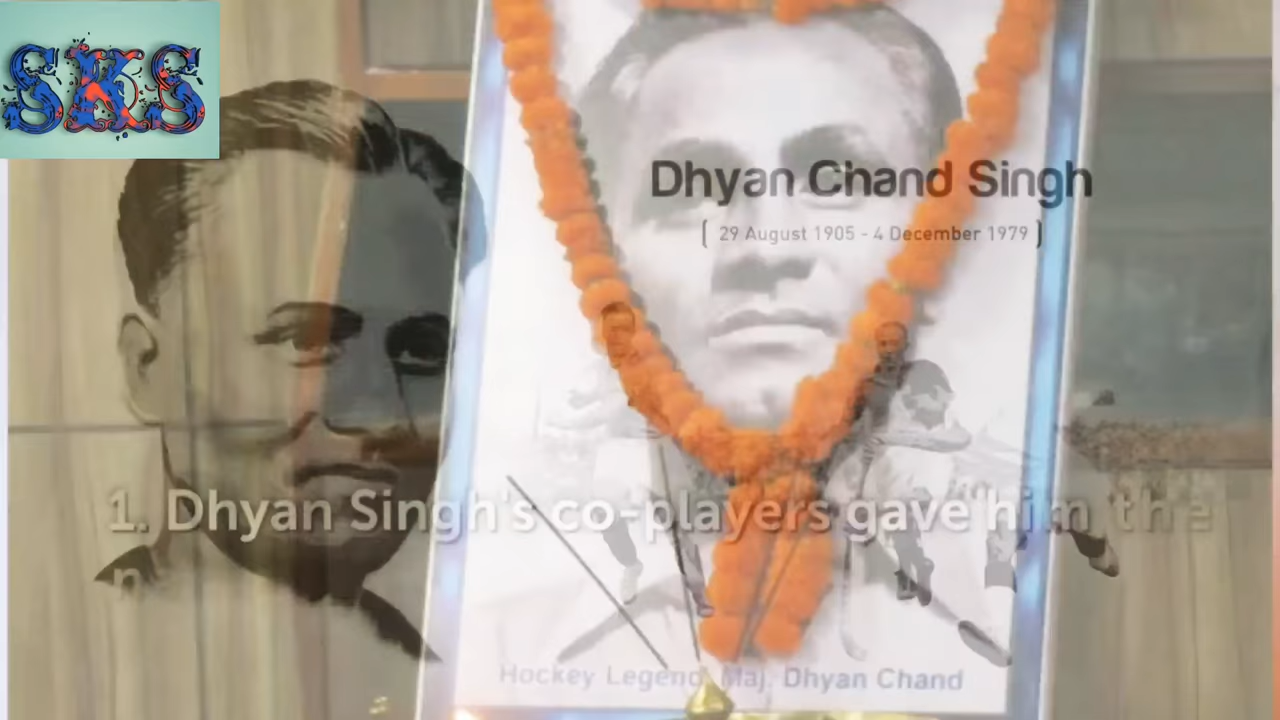 SKS
Dhyan Chand Singh
( 29 August 1905 - 4 December 1979 )
1. Dhyan Singh's co-players gave him the
n
Hockey Legend Maj. Dhyan Chand